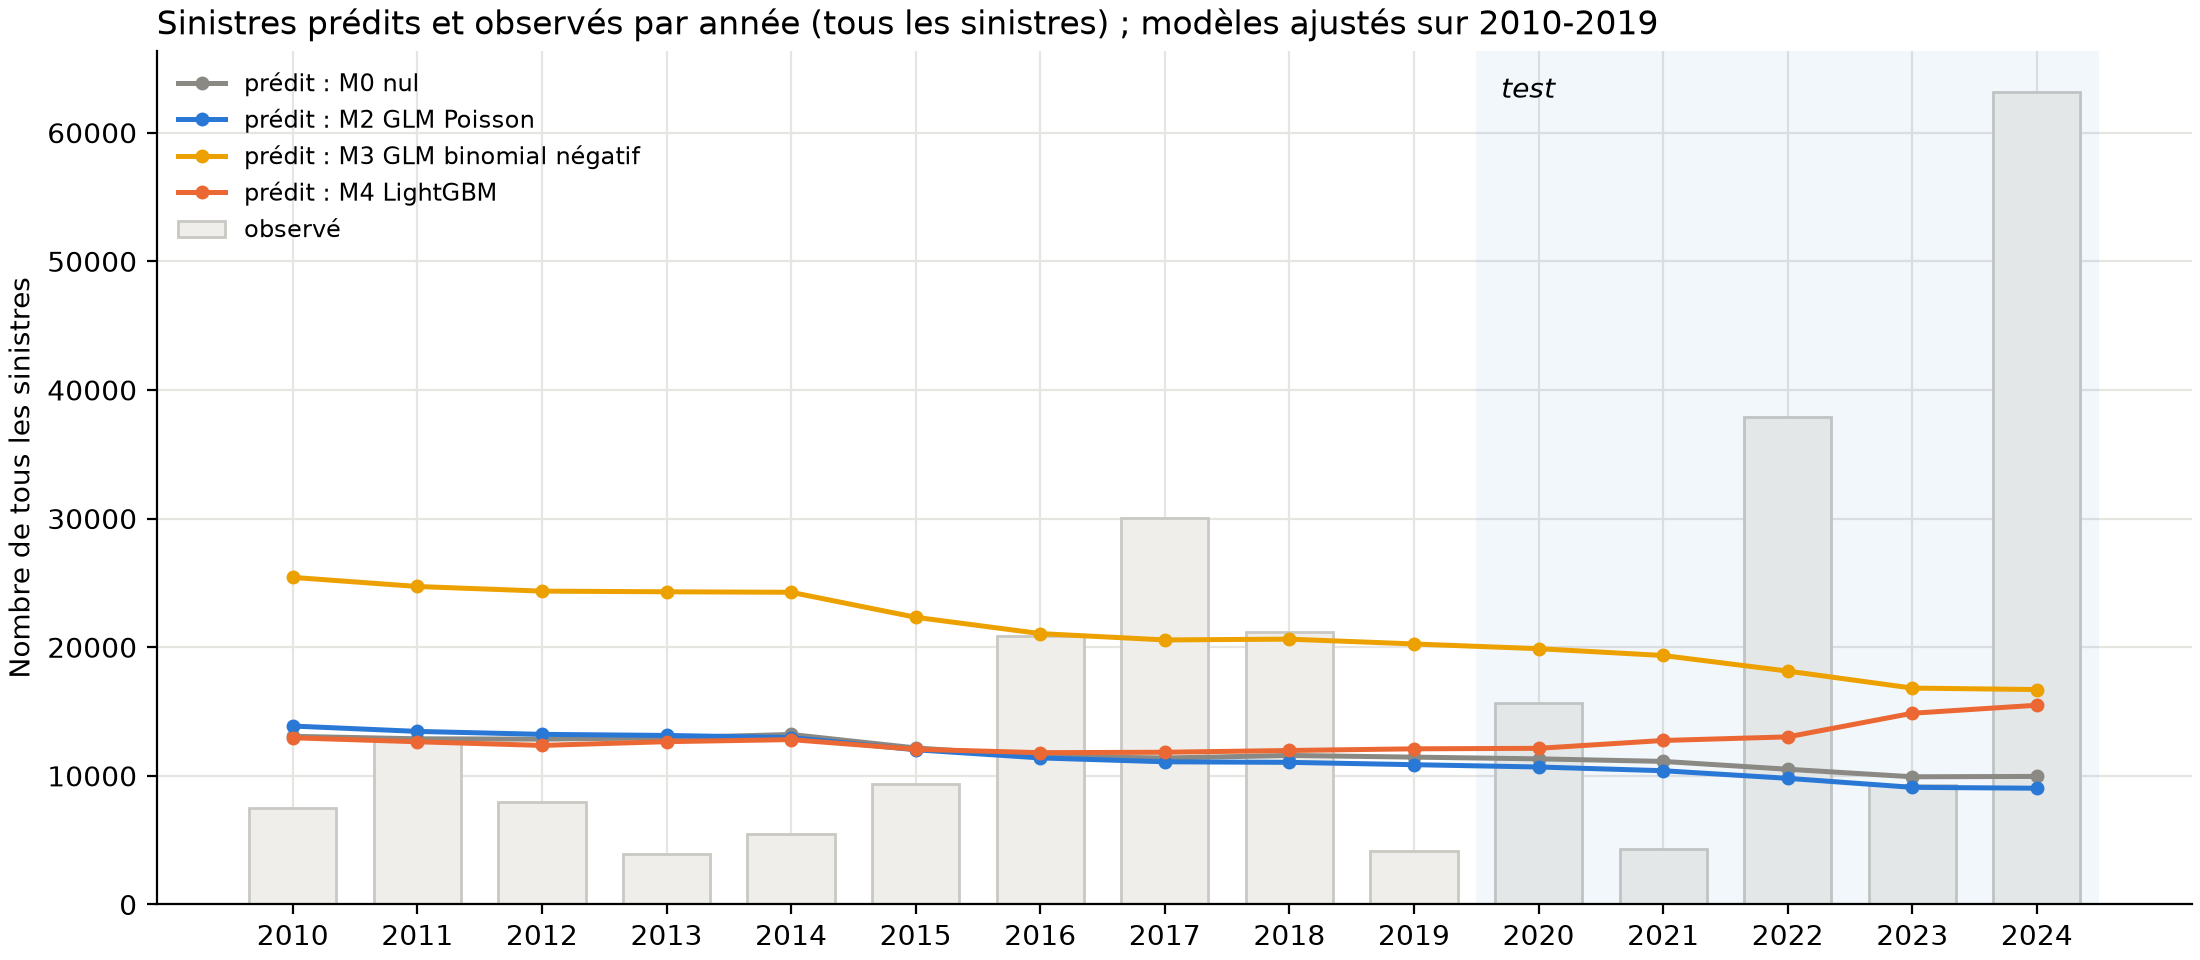 Sinistres prédits et observés par année (tous les sinistres) ; modèles ajustés sur 2010-2019
prédit : M0 nul
prédit : M2 GLM Poisson
prédit : M3 GLM binomial négatif
prédit : M4 LightGBM
observé
test
Nombre de tous les sinistres
60000
50000
40000
30000
20000
10000
0
2010 2011 2012 2013 2014 2015 2016 2017 2018 2019 2020 2021 2022 2023 2024